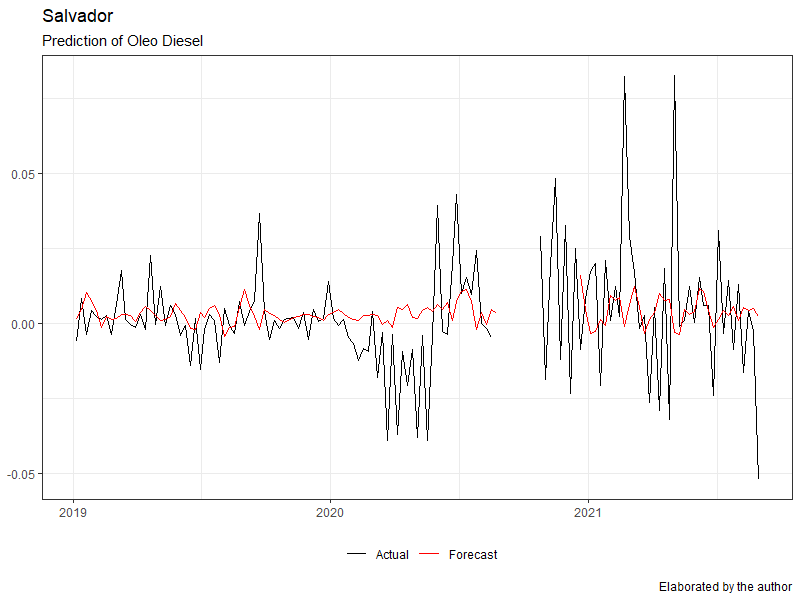 Salvador
Prediction of Oleo Diesel
0.05
0.00
-0.05
2019 2020 2021
Actual Forecast
Elaborated by the author